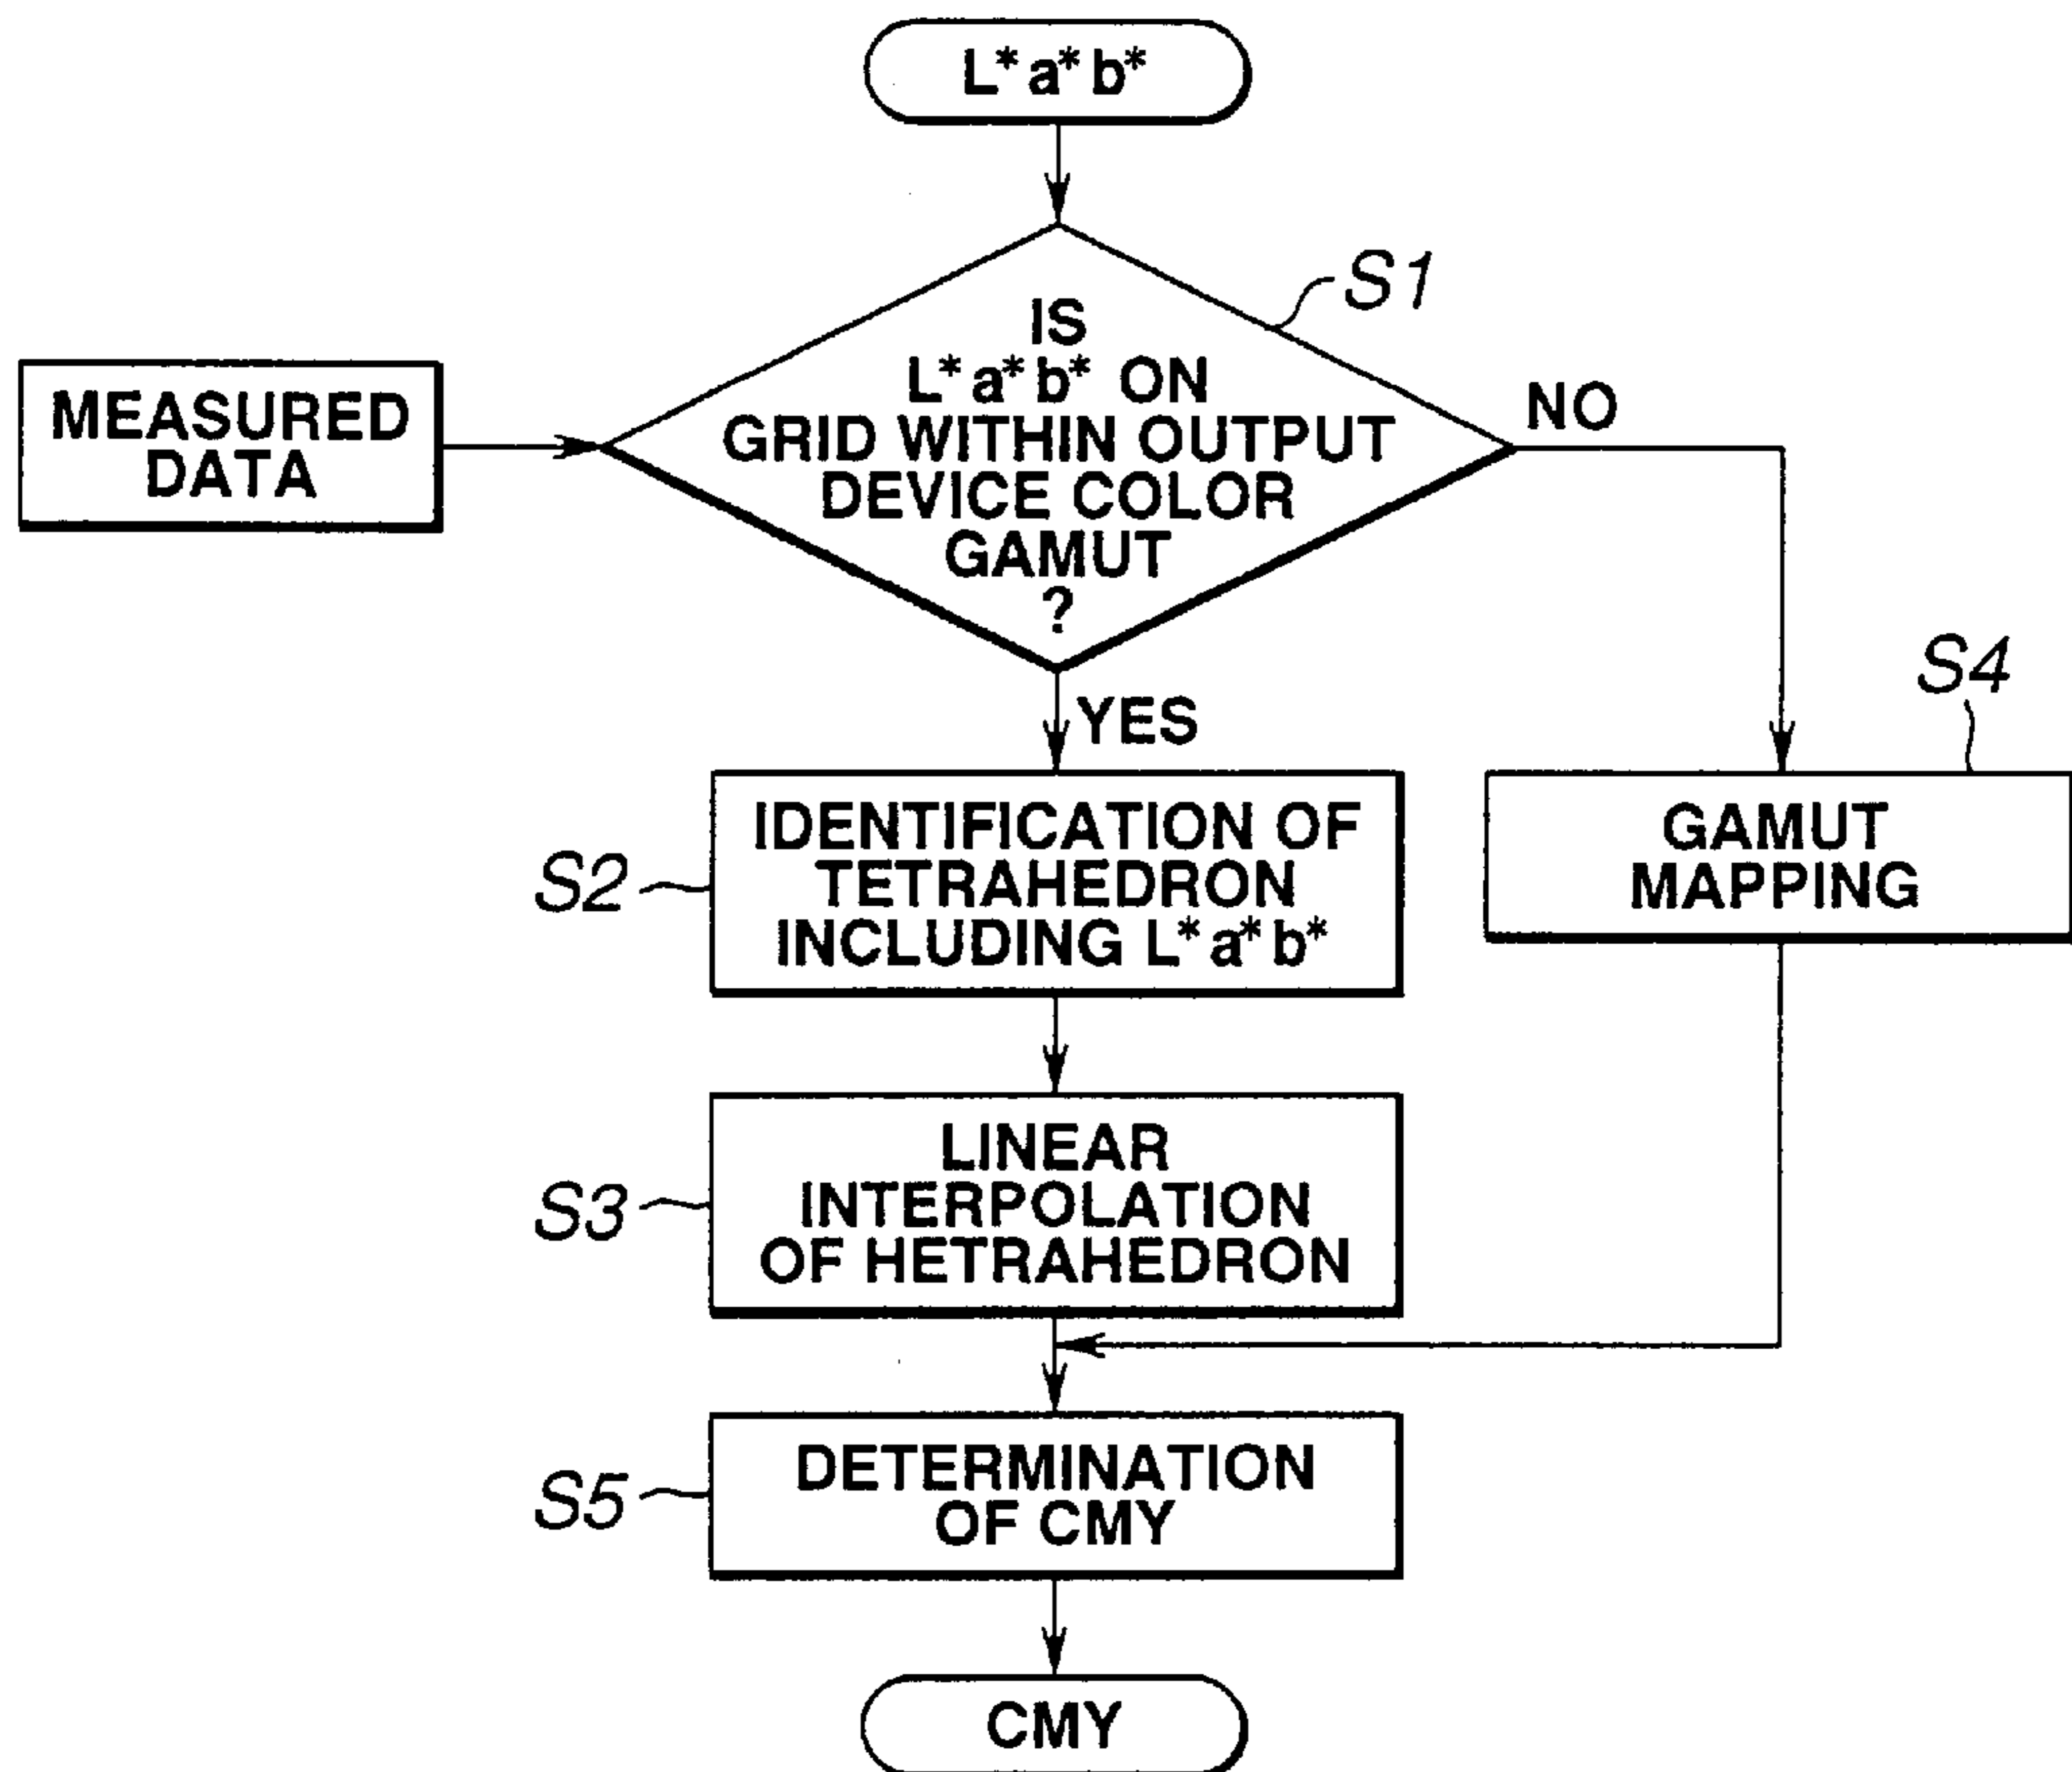 L*a*b*
S1
IS
L*a*b* ON
GRID WITHIN OUTPUT
DEVICE COLOR
GAMUT
?
NO
MEASURED
DATA
YES
S4
IDENTIFICATION OF
TETRAHEDRON
INCLUDING L*a*b*
S2
GAMUT
MAPPING
LINEAR
INTERPOLATION
OF HETRAHEDRON
S3
DETERMINATION
OF CMY
S5
CMY